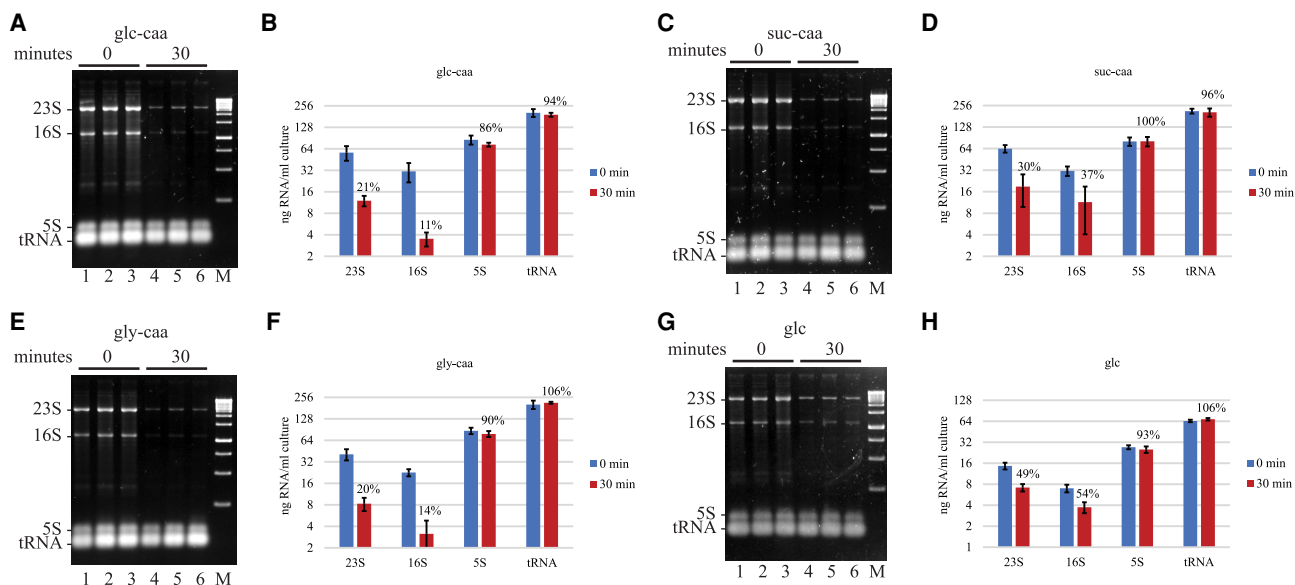 A
glc-caa
minutes 0 30
23S
16S
5S
tRNA
1 2 3 4 5 6 M
B
glc-caa
ng RNA/ml culture
256
128
64
32
16
8
4
2
21%
11%
86%
94%
23S 16S 5S tRNA
0 min
30 min
C
suc-caa
minutes 0 30
23S
16S
5S
tRNA
1 2 3 4 5 6 M
D
suc-caa
ng RNA/ml culture
256
128
64
32
16
8
4
2
30%
37%
100%
96%
23S 16S 5S tRNA
0 min
30 min
E
gly-caa
minutes 0 30
23S
16S
5S
tRNA
1 2 3 4 5 6 M
F
gly-caa
ng RNA/ml culture
256
128
64
32
16
8
4
2
20%
14%
90%
106%
23S 16S 5S tRNA
0 min
30 min
G
glc
minutes 0 30
23S
16S
5S
tRNA
1 2 3 4 5 6 M
H
glc
ng RNA/ml culture
128
64
32
16
8
4
2
1
49%
54%
93%
106%
23S 16S 5S tRNA
0 min
30 min